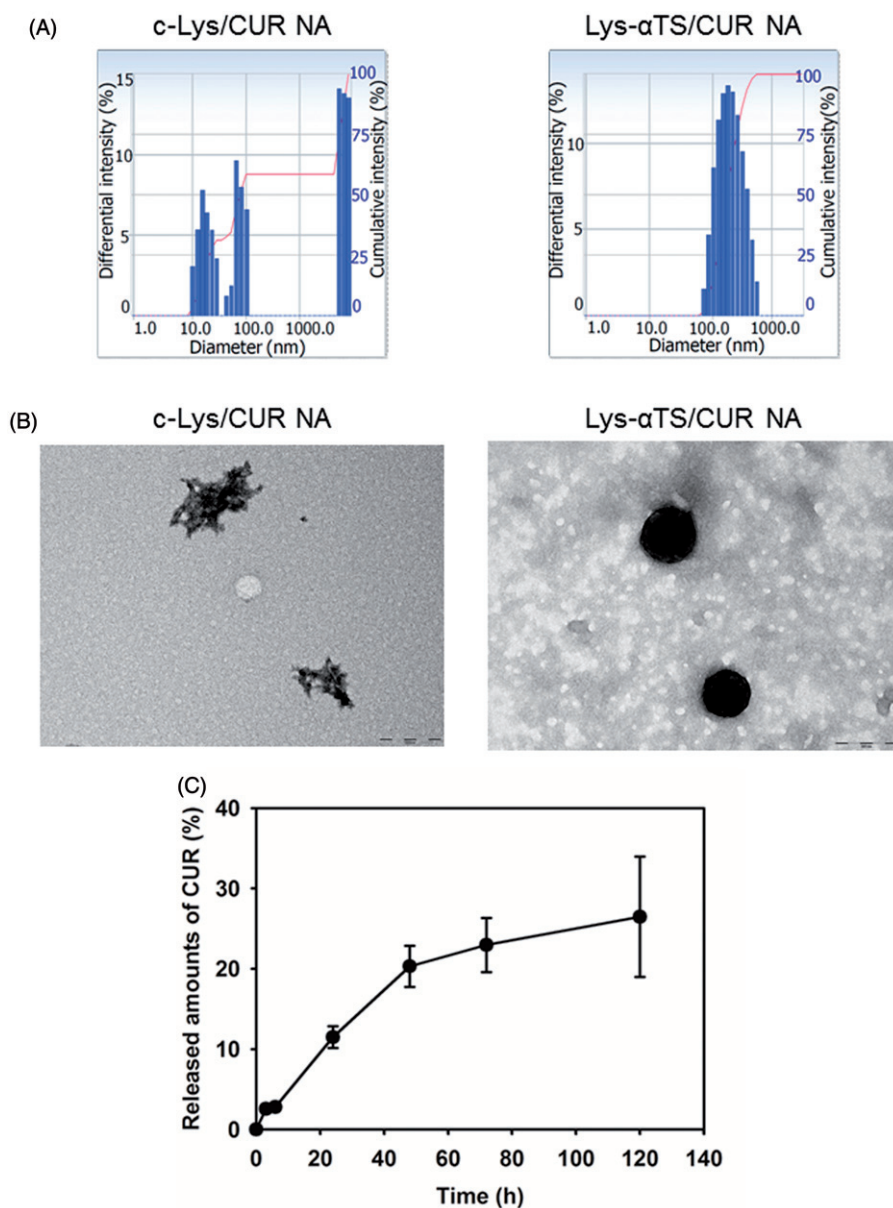 (A)
c-Lys/CUR NA
Lys-αTS/CUR NA
Differential intensity (%)
15
10
5
0
1.0 10.0 100.0 1000.0
Diameter (nm)
100
75
50
25
0
Cumulative intensity (%)
Differential intensity (%)
10
5
0
1.0 10.0 100.0 1000.0
Diameter (nm)
100
75
50
25
0
Cumulative intensity(%)
(B)
c-Lys/CUR NA
Lys-αTS/CUR NA
(C)
Released amounts of CUR (%)
40
30
20
10
0
0 20 40 60 80 100 120 140
Time (h)